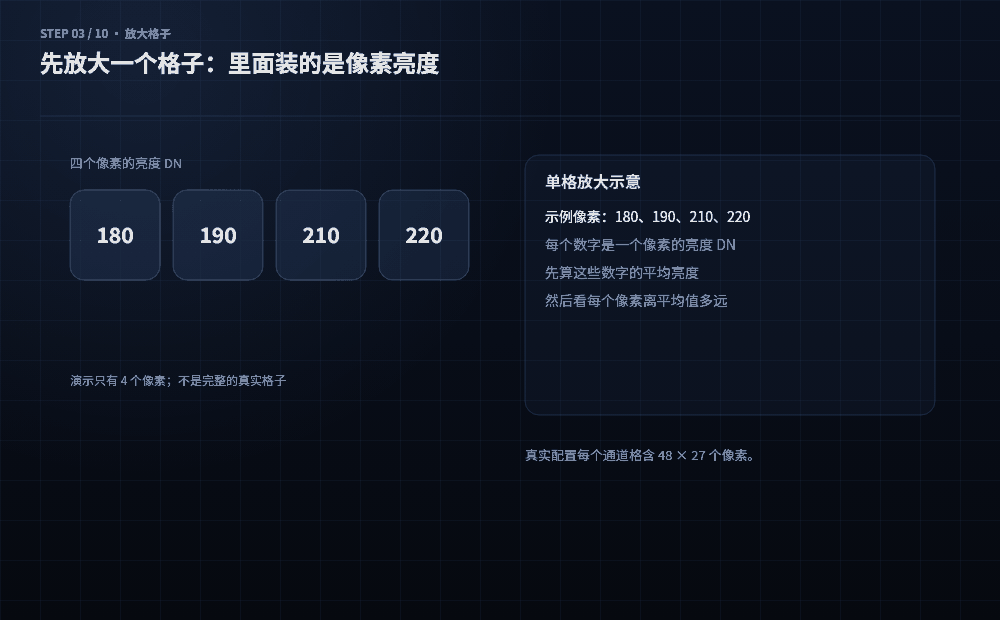 STEP 03 / 10 · 放大格子
先放大一个格子：里面装的是像素亮度
四个像素的亮度 DN
180
190
210
220
演示只有 4 个像素；不是完整的真实格子
单格放大示意
示例像素：180、190、210、220
每个数字是一个像素的亮度 DN
先算这些数字的平均亮度
然后看每个像素离平均值多远
真实配置每个通道格含 48 × 27 个像素。